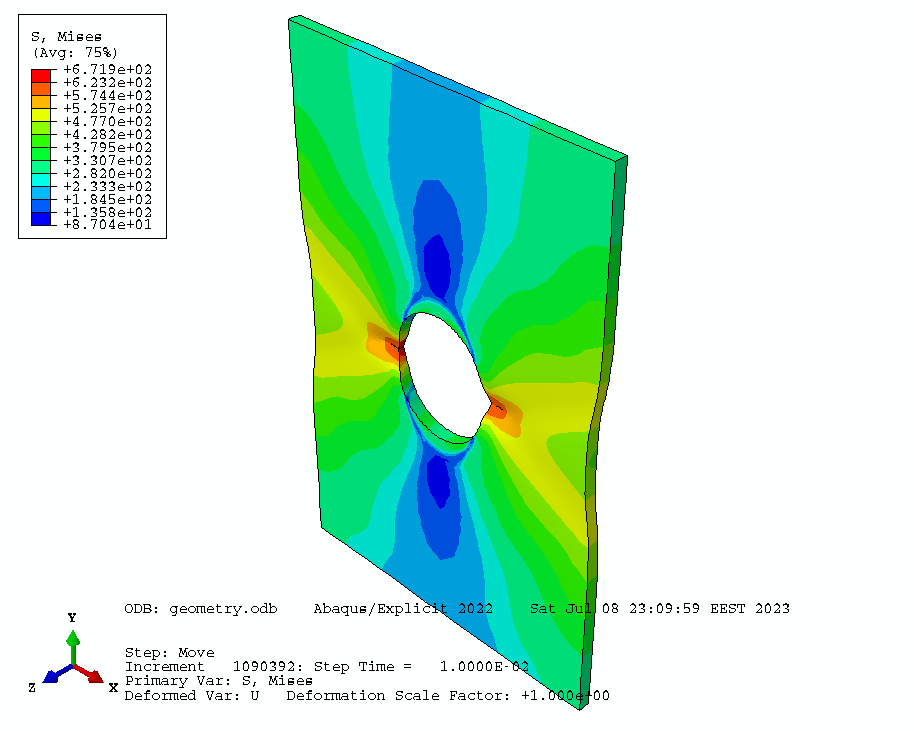 S, Mises
(Avg: 75%)
+6.719e+02
+6.232e+02
+5.744e+02
+5.257e+02
+4.770e+02
+4.282e+02
+3.795e+02
+3.307e+02
+2.820e+02
+2.333e+02
+1.845e+02
+1.358e+02
+8.704e+01
ODB: geometry.odb    Abaqus/Explicit 2022    Sat Jul 08 23:09:59 EEST 2023
Y
Z
X
Step: Move
Increment   1090392: Step Time =   1.0000E-02
Primary Var: S, Mises
Deformed Var: U   Deformation Scale Factor: +1.000e+00